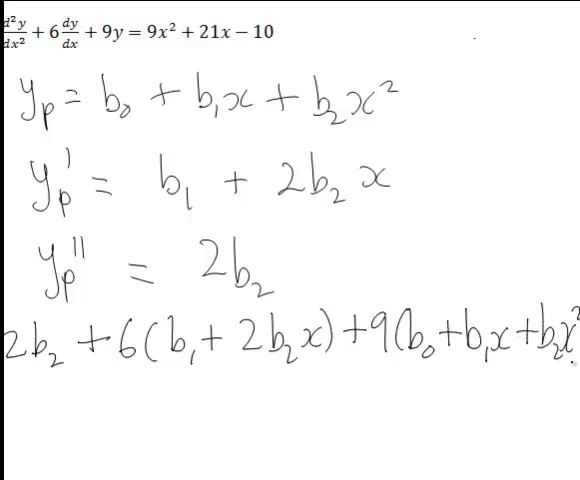 d²y/dx² + 6 dy/dx + 9y = 9x² + 21x − 10
yₚ = b₀ + b₁x + b₂x²
yₚ' = b₁ + 2b₂x
yₚ'' = 2b₂
2b₂ + 6(b₁ + 2b₂x) + 9(b₀ + b₁x + b₂x²